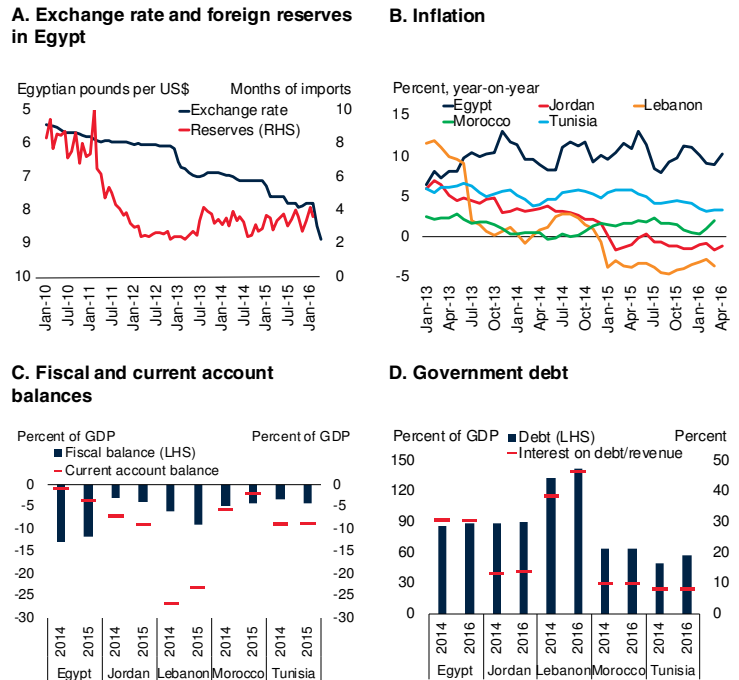 A. Exchange rate and foreign reserves
in Egypt
Egyptian pounds per US$ Months of imports
Exchange rate
Reserves (RHS)
5 10
6 8
7 6
8 4
9 2
10 0
Jan-10 Jul-10 Jan-11 Jul-11 Jan-12 Jul-12 Jan-13 Jul-13 Jan-14 Jul-14 Jan-15 Jul-15 Jan-16
B. Inflation
Percent, year-on-year
Egypt Jordan Lebanon
Morocco Tunisia
15
10
5
0
-5
Jan-13 Apr-13 Jul-13 Oct-13 Jan-14 Apr-14 Jul-14 Oct-14 Jan-15 Apr-15 Jul-15 Oct-15 Jan-16 Apr-16
C. Fiscal and current account
balances
Percent of GDP Percent of GDP
Fiscal balance (LHS)
Current account balance
0 0
-5 -5
-10 -10
-15 -15
-20 -20
-25 -25
-30 -30
2014 2015 2014 2015 2014 2015 2014 2015 2014 2015
Egypt Jordan Lebanon Morocco Tunisia
D. Government debt
Percent of GDP Percent
Debt (LHS)
Interest on debt/revenue
150 50
120 40
90 30
60 20
30 10
0 0
2014 2016 2014 2016 2014 2016 2014 2016 2014 2016
Egypt Jordan Lebanon Morocco Tunisia